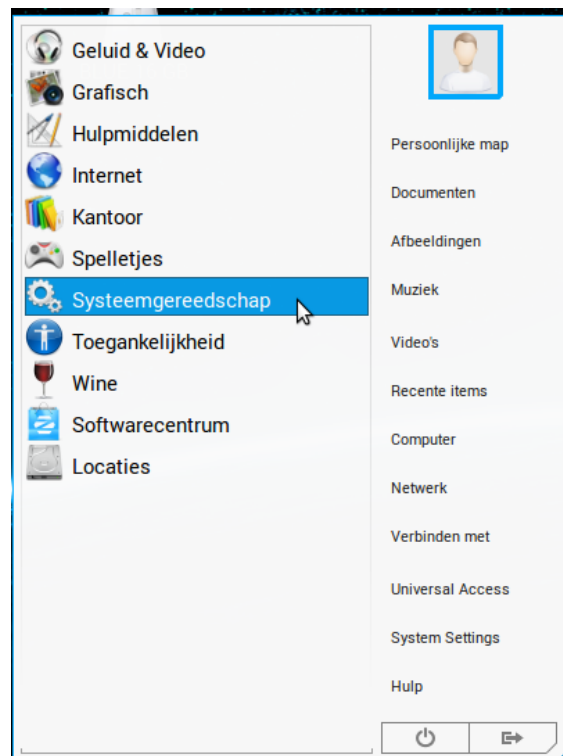 Geluid & Video
Grafisch
Hulpmiddelen
Internet
Kantoor
Spelletjes
Systeemgereedschap
Toegankelijkheid
Wine
Softwarecentrum
Locaties
Persoonlijke map
Documenten
Afbeeldingen
Muziek
Video's
Recente items
Computer
Netwerk
Verbinden met
Universal Access
System Settings
Hulp